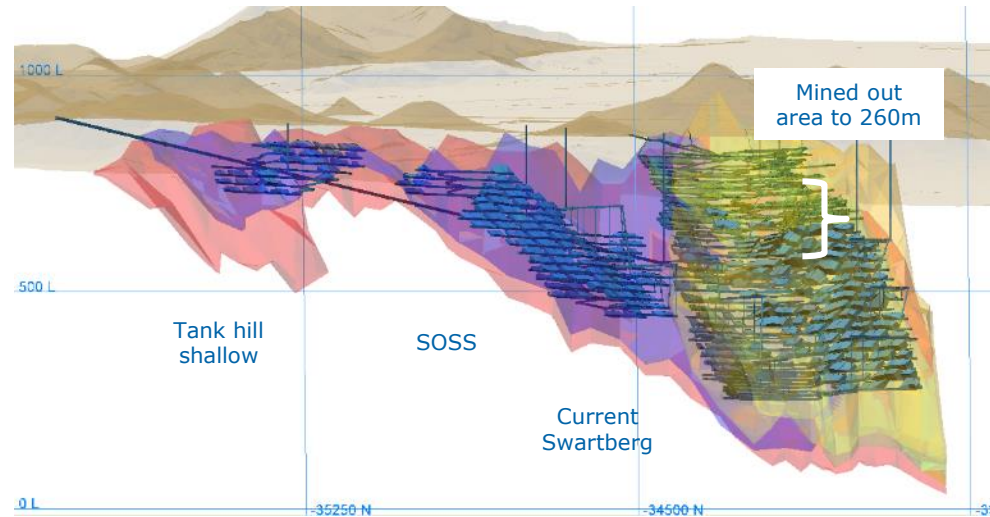 1000 L
Mined out
area to 260m
500 L
Tank hill
shallow
SOSS
Current
Swartberg
0 L
-35250 N
-34500 N